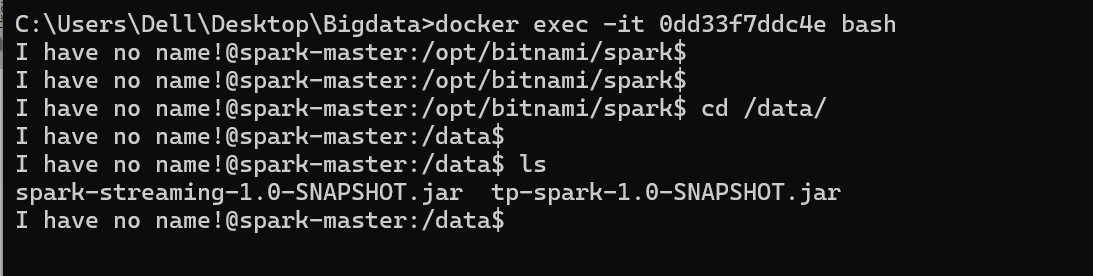 C:\Users\Dell\Desktop\Bigdata>docker exec -it 0dd33f7ddc4e bash
I have no name!@spark-master:/opt/bitnami/spark$
I have no name!@spark-master:/opt/bitnami/spark$
I have no name!@spark-master:/opt/bitnami/spark$ cd /data/
I have no name!@spark-master:/data$
I have no name!@spark-master:/data$ ls
spark-streaming-1.0-SNAPSHOT.jar  tp-spark-1.0-SNAPSHOT.jar
I have no name!@spark-master:/data$